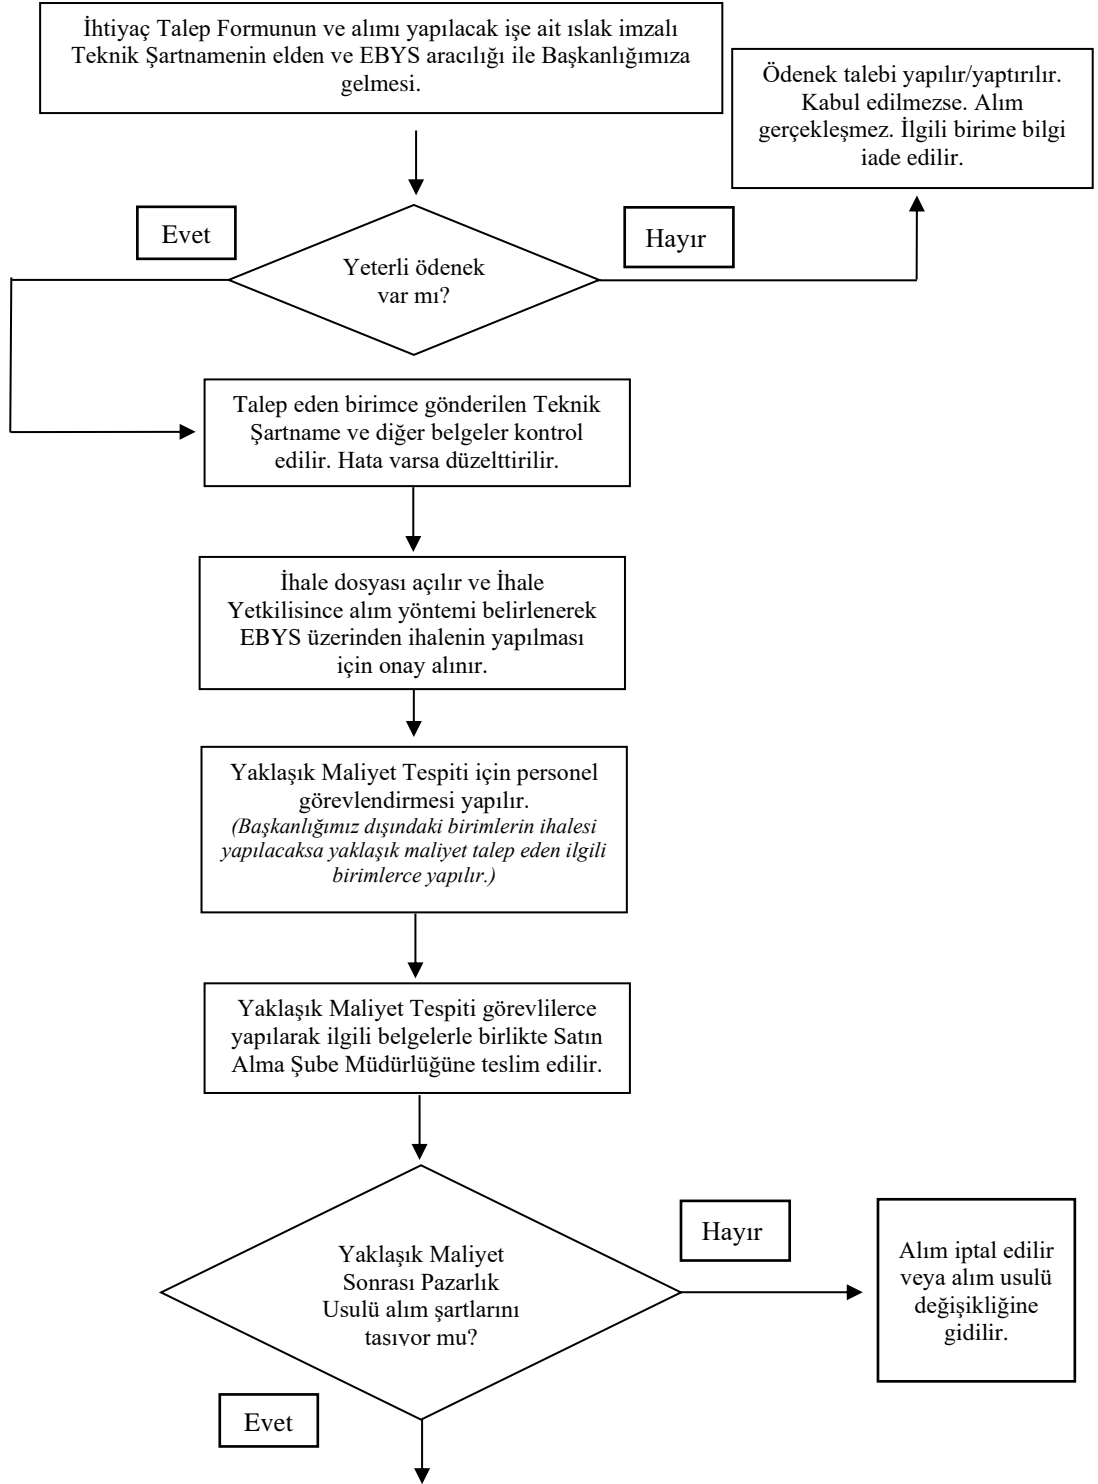 İhtiyaç Talep Formunun ve alımı yapılacak işe ait ıslak imzalı
Teknik Şartnamenin elden ve EBYS aracılığı ile Başkanlığımıza
gelmesi.
Ödenek talebi yapılır/yaptırılır.
Kabul edilmezse. Alım
gerçekleşmez. İlgili birime bilgi
iade edilir.
Evet
Hayır
Yeterli ödenek
var mı?
Talep eden birimce gönderilen Teknik
Şartname ve diğer belgeler kontrol
edilir. Hata varsa düzelttirilir.
İhale dosyası açılır ve İhale
Yetkilisince alım yöntemi belirlenerek
EBYS üzerinden ihalenin yapılması
için onay alınır.
Yaklaşık Maliyet Tespiti için personel
görevlendirmesi yapılır.
(Başkanlığımız dışındaki birimlerin ihalesi
yapılacaksa yaklaşık maliyet talep eden ilgili
birimlerce yapılır.)
Yaklaşık Maliyet Tespiti görevlilerce
yapılarak ilgili belgelerle birlikte Satın
Alma Şube Müdürlüğüne teslim edilir.
Yaklaşık Maliyet
Sonrası Pazarlık
Usulü alım şartlarını
taşıyor mu?
Hayır
Alım iptal edilir
veya alım usulü
değişikliğine
gidilir.
Evet